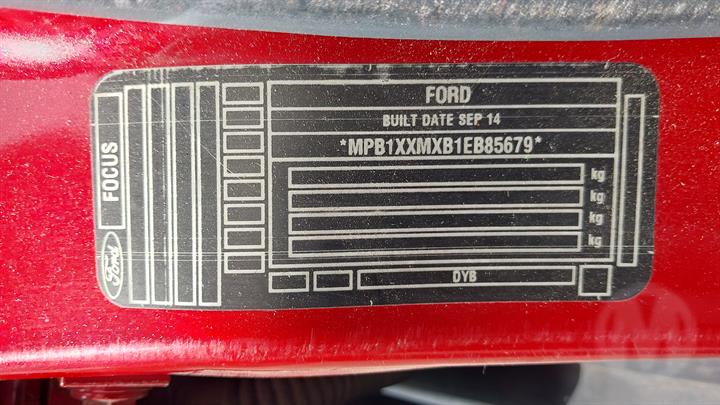 FORD
BUILT DATE SEP 14
*MPB1XXMXB1EB85679*
kg
kg
kg
kg
DYB
FOCUS
Ford
M